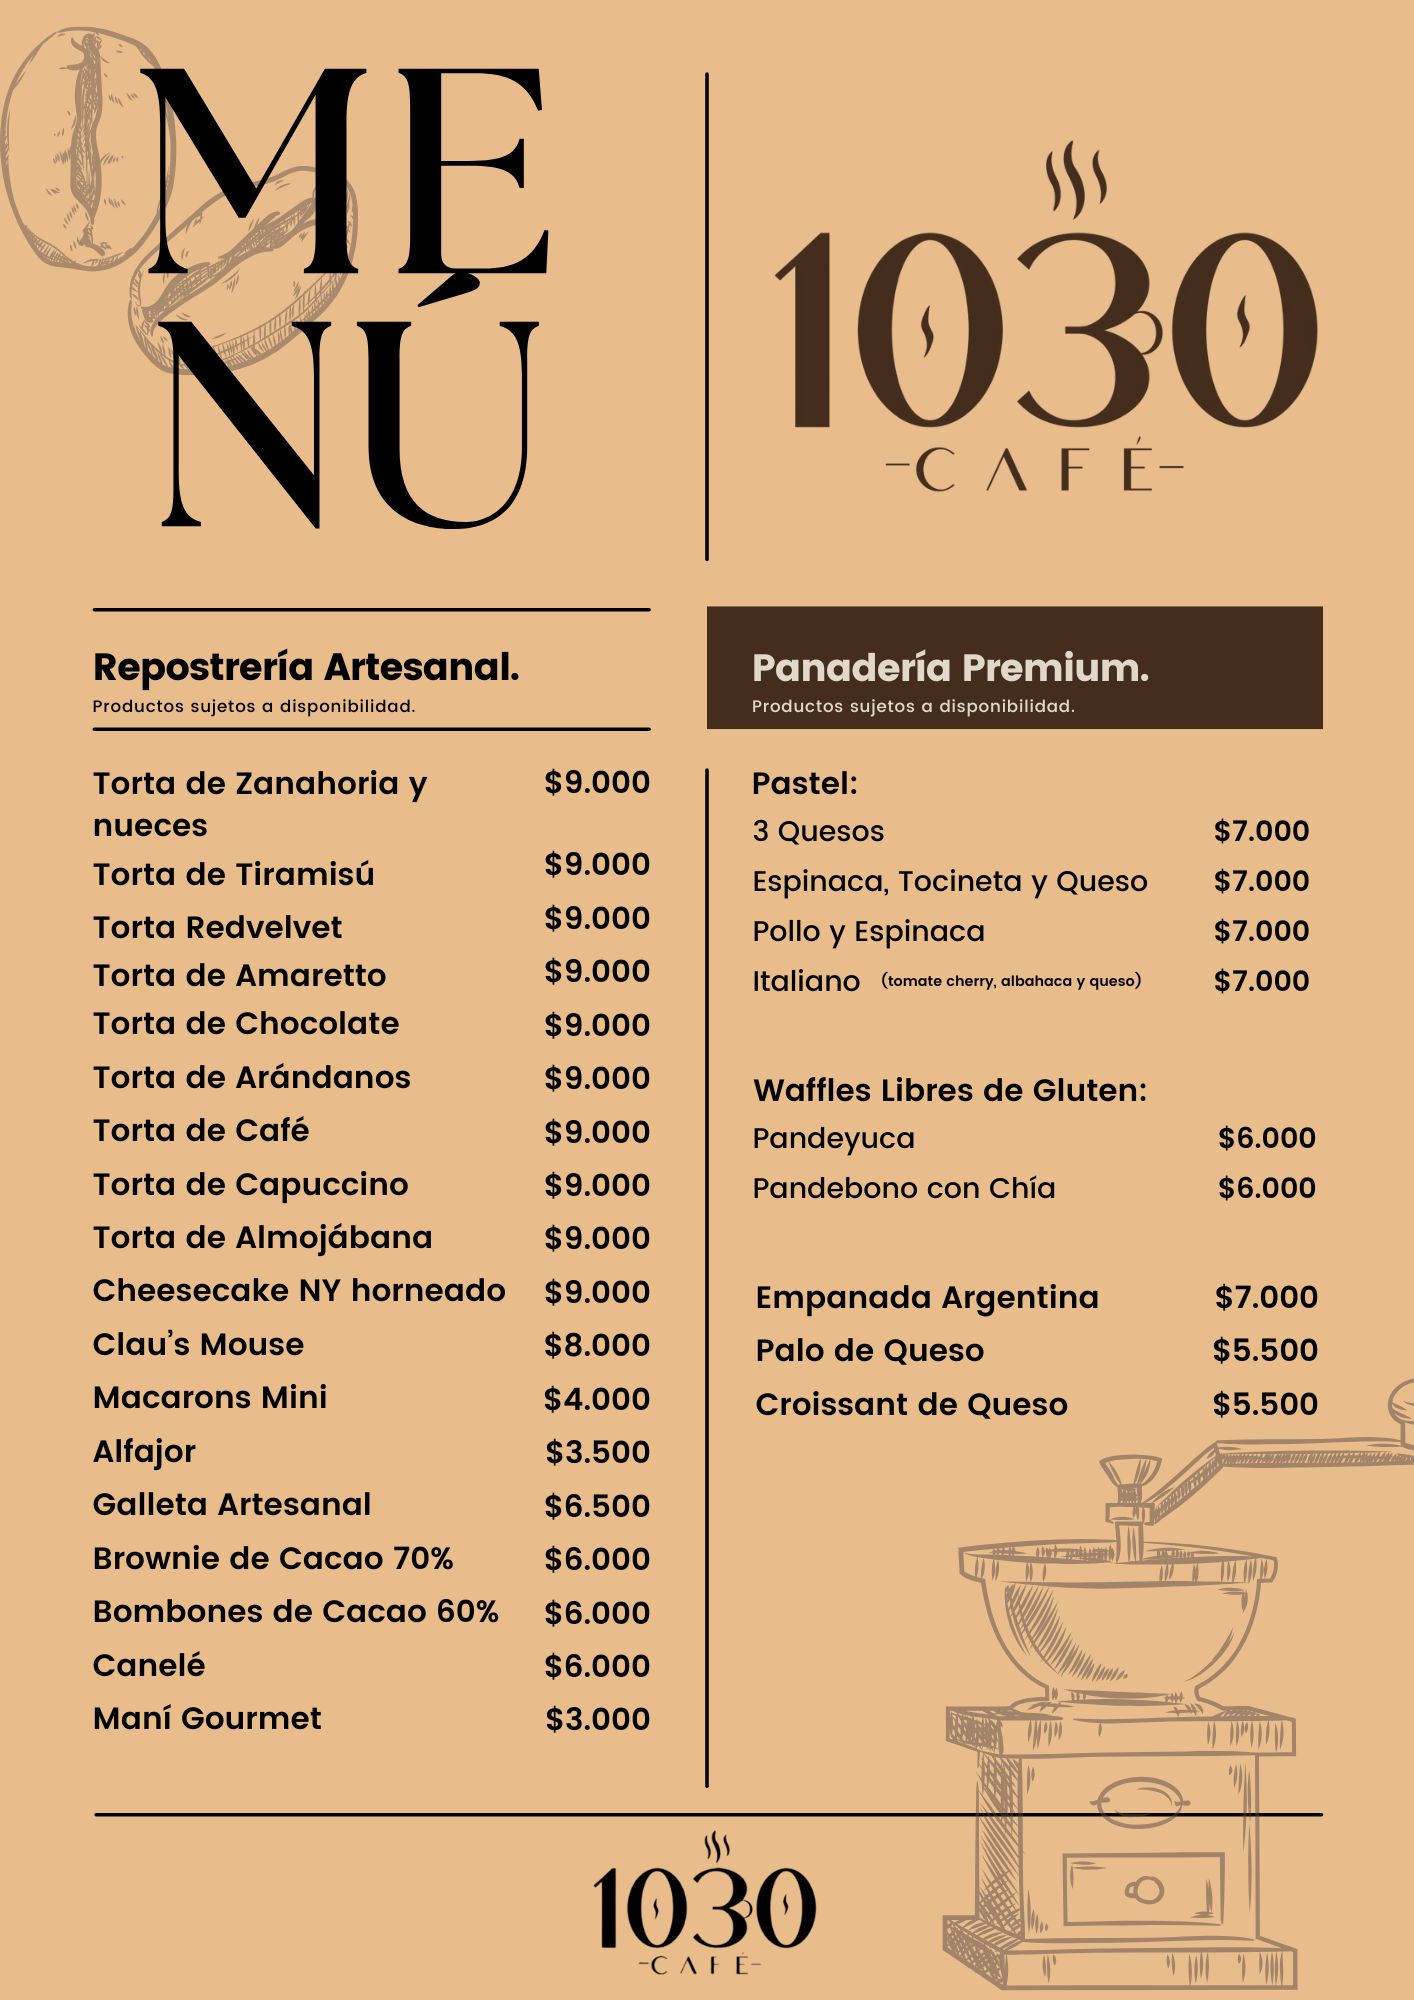 ME
NÚ
1030
-CAFÉ-
Repostrería Artesanal.
Productos sujetos a disponibilidad.
Torta de Zanahoria y $9.000
nueces
Torta de Tiramisú $9.000
Torta Redvelvet $9.000
Torta de Amaretto $9.000
Torta de Chocolate $9.000
Torta de Arándanos $9.000
Torta de Café $9.000
Torta de Capuccino $9.000
Torta de Almojábana $9.000
Cheesecake NY horneado $9.000
Clau's Mouse $8.000
Macarons Mini $4.000
Alfajor $3.500
Galleta Artesanal $6.500
Brownie de Cacao 70% $6.000
Bombones de Cacao 60% $6.000
Canelé $6.000
Maní Gourmet $3.000
Panadería Premium.
Productos sujetos a disponibilidad.
Pastel:
3 Quesos $7.000
Espinaca, Tocineta y Queso $7.000
Pollo y Espinaca $7.000
Italiano (tomate cherry, albahaca y queso) $7.000
Waffles Libres de Gluten:
Pandeyuca $6.000
Pandebono con Chía $6.000
Empanada Argentina $7.000
Palo de Queso $5.500
Croissant de Queso $5.500
1030
-CAFÉ-